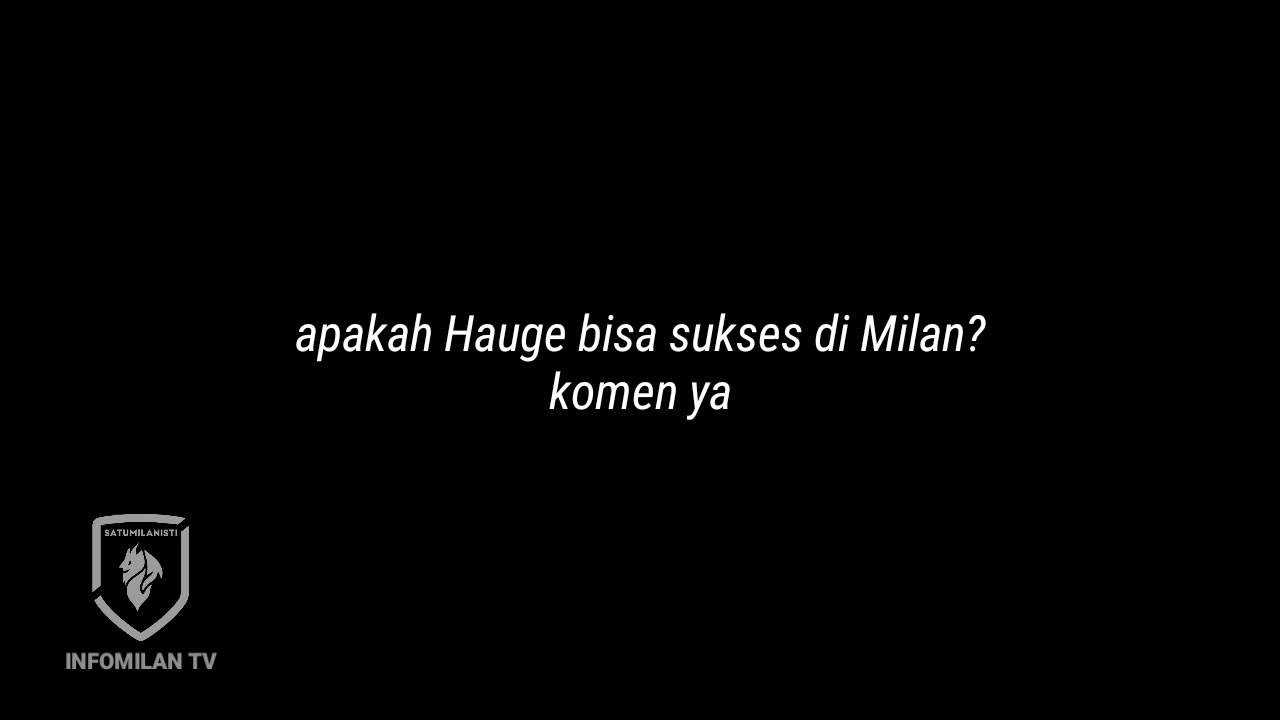 apakah Hauge bisa sukses di Milan?
komen ya
SATUMILANISTI
INFOMILAN TV